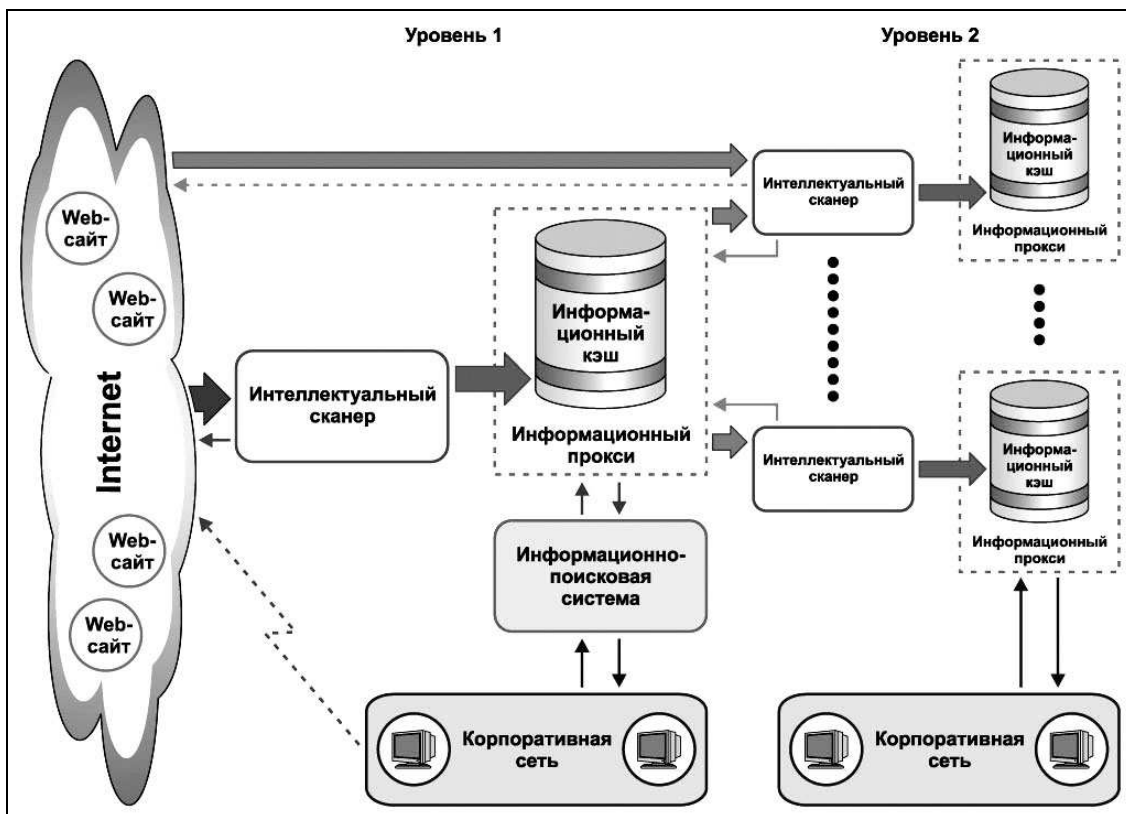 Уровень 1
Уровень 2
Web-
сайт
Web-
сайт
Internet
Web-
сайт
Web-
сайт
Интеллектуальный
сканер
Информа-
ционный
кэш
Информационный
прокси
Информационно-
поисковая
система
Корпоративная
сеть
Интеллектуальный
сканер
Информа-
ционный
кэш
Информационный
прокси
Интеллектуальный
сканер
Информа-
ционный
кэш
Информационный
прокси
Корпоративная
сеть